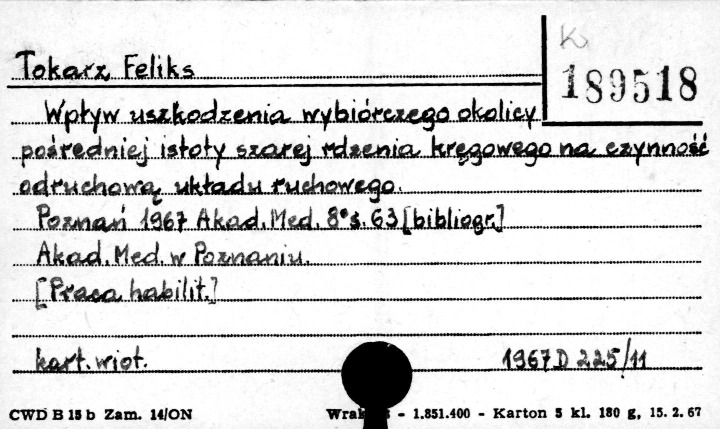 K
189518
Tokarz Feliks
Wpływ uszkodzenia wybiórczego okolicy
pośredniej istoty szarej rdzenia kręgowego na czynność
odruchową układu ruchowego.
Poznań 1967 Akad. Med. 8° s. 63 [bibliogr.]
Akad. Med. w Poznaniu.
[Praca habilit.]
kart. wiot. 1967 D 225/11
CWD B 15 b Zam. 14/ON - 1.851.400 - Karton 5 kl. 180 g, 15. 2. 67